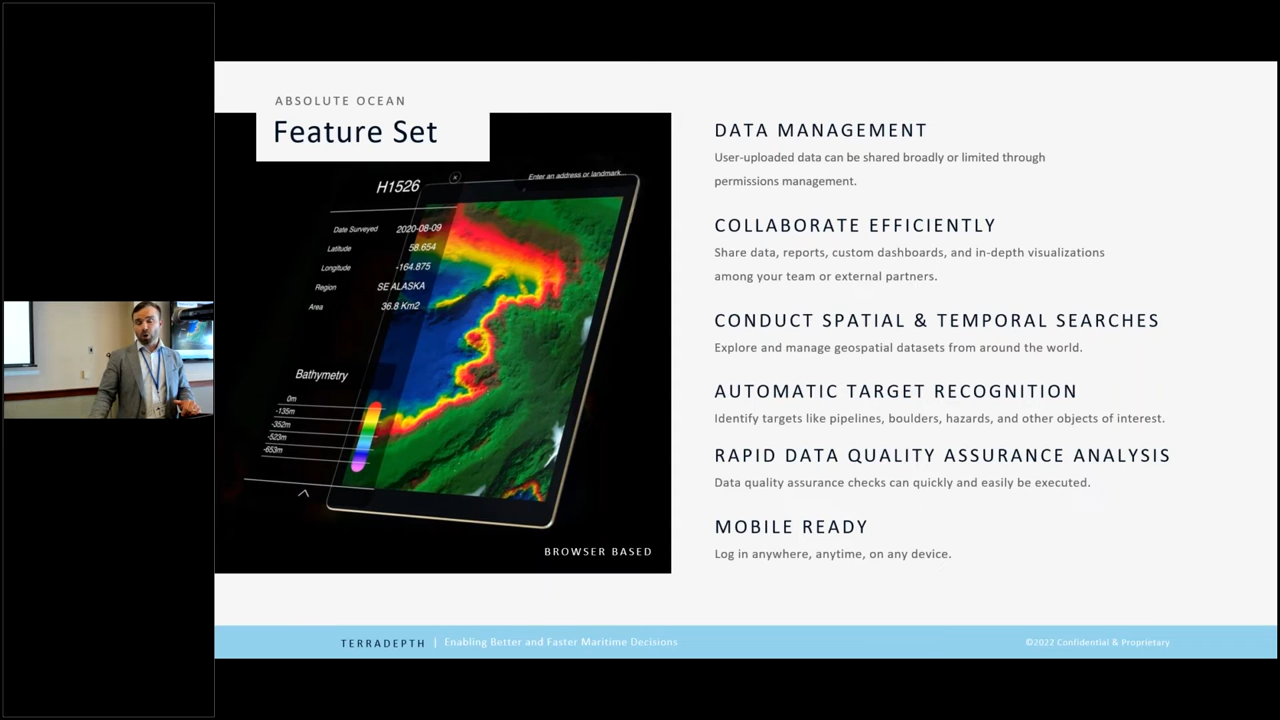 ABSOLUTE OCEAN
Feature Set
H1526
Enter an address or landmark...
Date Surveyed 2020-08-09
Latitude 58.654
Longitude -164.875
Region SE ALASKA
Area 36.8 Km2
Bathymetry
0m
-135m
-352m
-523m
-653m
BROWSER BASED
DATA MANAGEMENT
User-uploaded data can be shared broadly or limited through
permissions management.
COLLABORATE EFFICIENTLY
Share data, reports, custom dashboards, and in-depth visualizations
among your team or external partners.
CONDUCT SPATIAL & TEMPORAL SEARCHES
Explore and manage geospatial datasets from around the world.
AUTOMATIC TARGET RECOGNITION
Identify targets like pipelines, boulders, hazards, and other objects of interest.
RAPID DATA QUALITY ASSURANCE ANALYSIS
Data quality assurance checks can quickly and easily be executed.
MOBILE READY
Log in anywhere, anytime, on any device.
TERRADEPTH | Enabling Better and Faster Maritime Decisions
©2022 Confidential & Proprietary